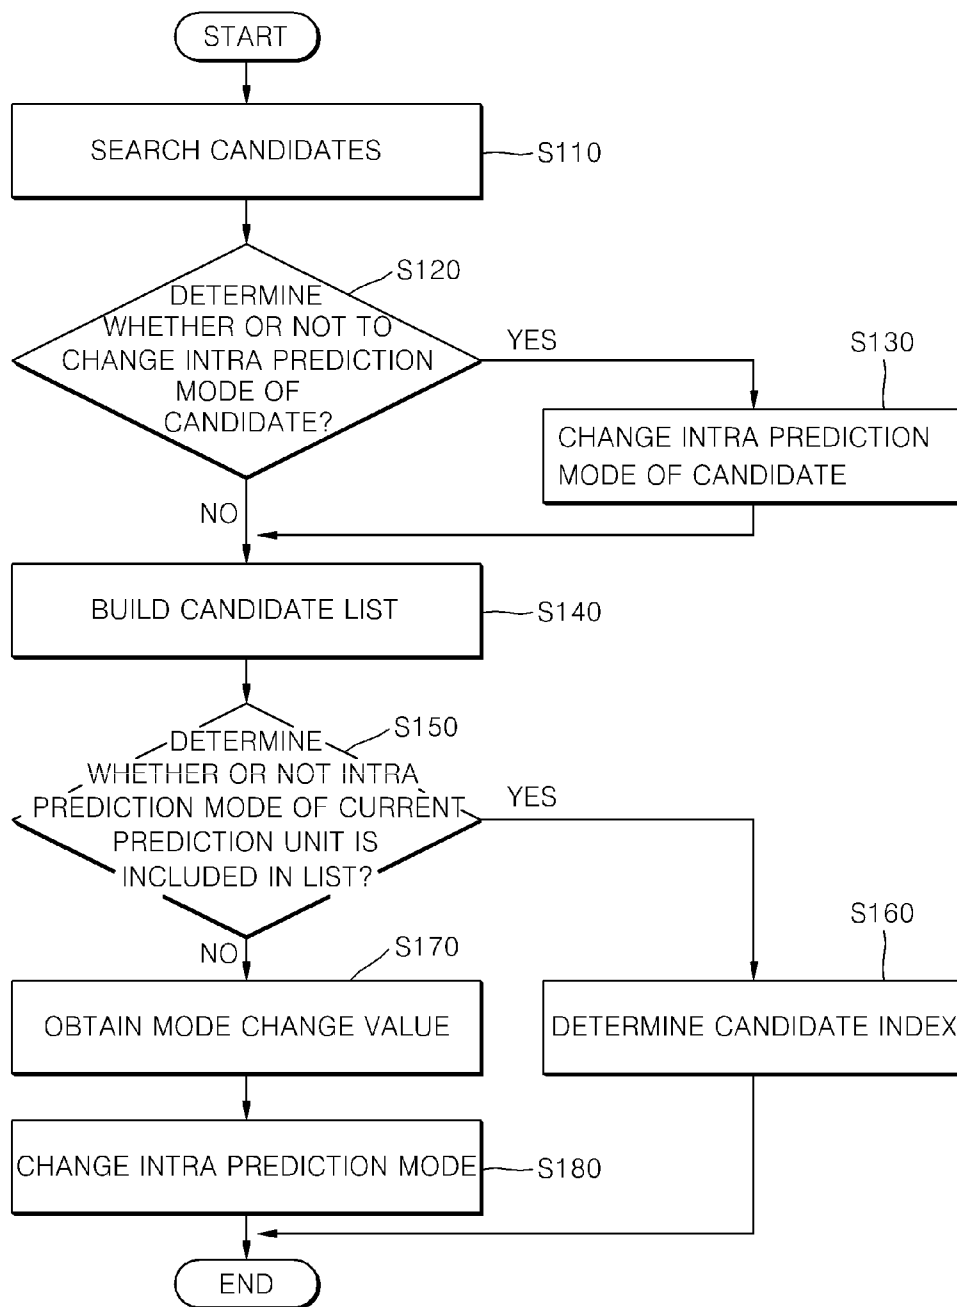 START
SEARCH CANDIDATES
S110
S120
DETERMINE
WHETHER OR NOT TO
CHANGE INTRA PREDICTION
MODE OF
CANDIDATE?
YES
S130
CHANGE INTRA PREDICTION
MODE OF CANDIDATE
NO
BUILD CANDIDATE LIST
S140
S150
DETERMINE
WHETHER OR NOT INTRA
PREDICTION MODE OF CURRENT
PREDICTION UNIT IS
INCLUDED IN LIST?
YES
S160
DETERMINE CANDIDATE INDEX
NO
S170
OBTAIN MODE CHANGE VALUE
CHANGE INTRA PREDICTION MODE
S180
END